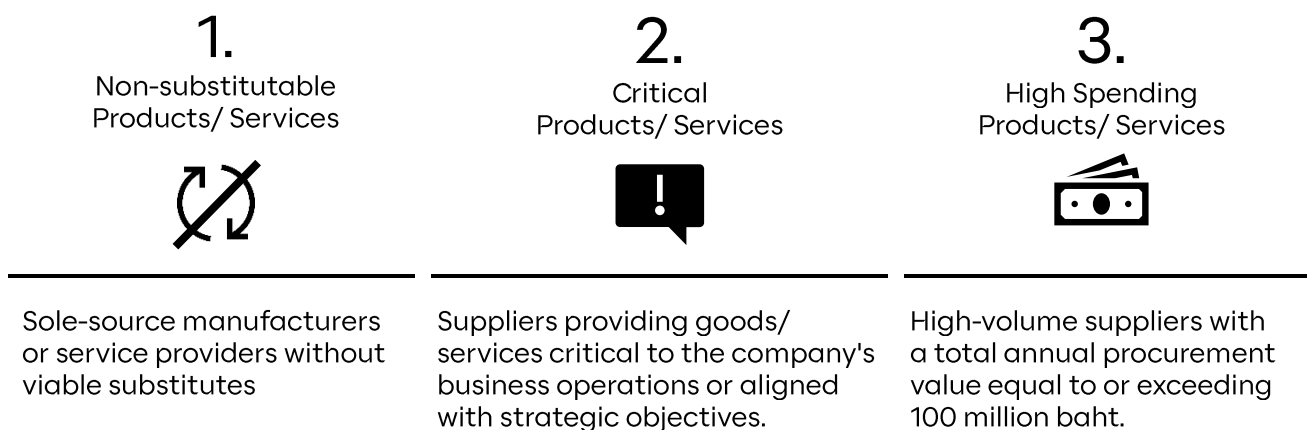 1.
Non-substitutable
Products/ Services
Sole-source manufacturers
or service providers without
viable substitutes
2.
Critical
Products/ Services
Suppliers providing goods/
services critical to the company's
business operations or aligned
with strategic objectives.
3.
High Spending
Products/ Services
High-volume suppliers with
a total annual procurement
value equal to or exceeding
100 million baht.